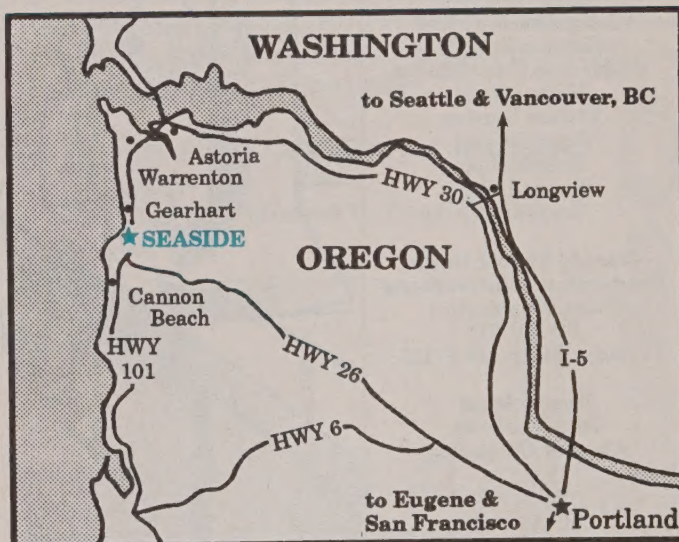 WASHINGTON
to Seattle & Vancouver, BC
Astoria
Warrenton
HWY 30
Longview
Gearhart
SEASIDE
OREGON
Cannon
Beach
HWY
101
HWY 26
I-5
HWY 6
to Eugene &
San Francisco
Portland